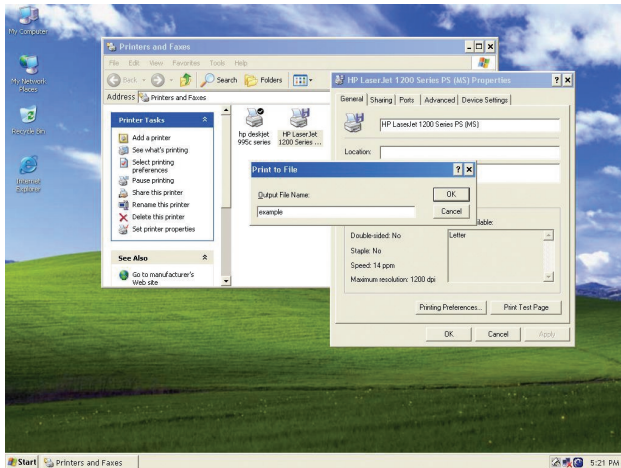 My Computer
My Network
Places
Recycle Bin
Internet
Explorer
Printers and Faxes
File Edit View Favorites Tools Help
Back
Search
Folders
Address
Printers and Faxes
Printer Tasks
Add a printer
See what's printing
Select printing
preferences
Pause printing
Share this printer
Rename this printer
Delete this printer
Set printer properties
See Also
Go to manufacturer's
Web site
hp deskjet
995c series
HP LaserJet
1200 Series ...
HP LaserJet 1200 Series PS (MS) Properties
General
Sharing
Ports
Advanced
Device Settings
HP LaserJet 1200 Series PS (MS)
Location:
Print to File
Output File Name:
example
OK
Cancel
ilable:
Double-sided: No
Letter
Staple: No
Speed: 14 ppm
Maximum resolution: 1200 dpi
Printing Preferences...
Print Test Page
OK
Cancel
Apply
Start
Printers and Faxes
5:21 PM